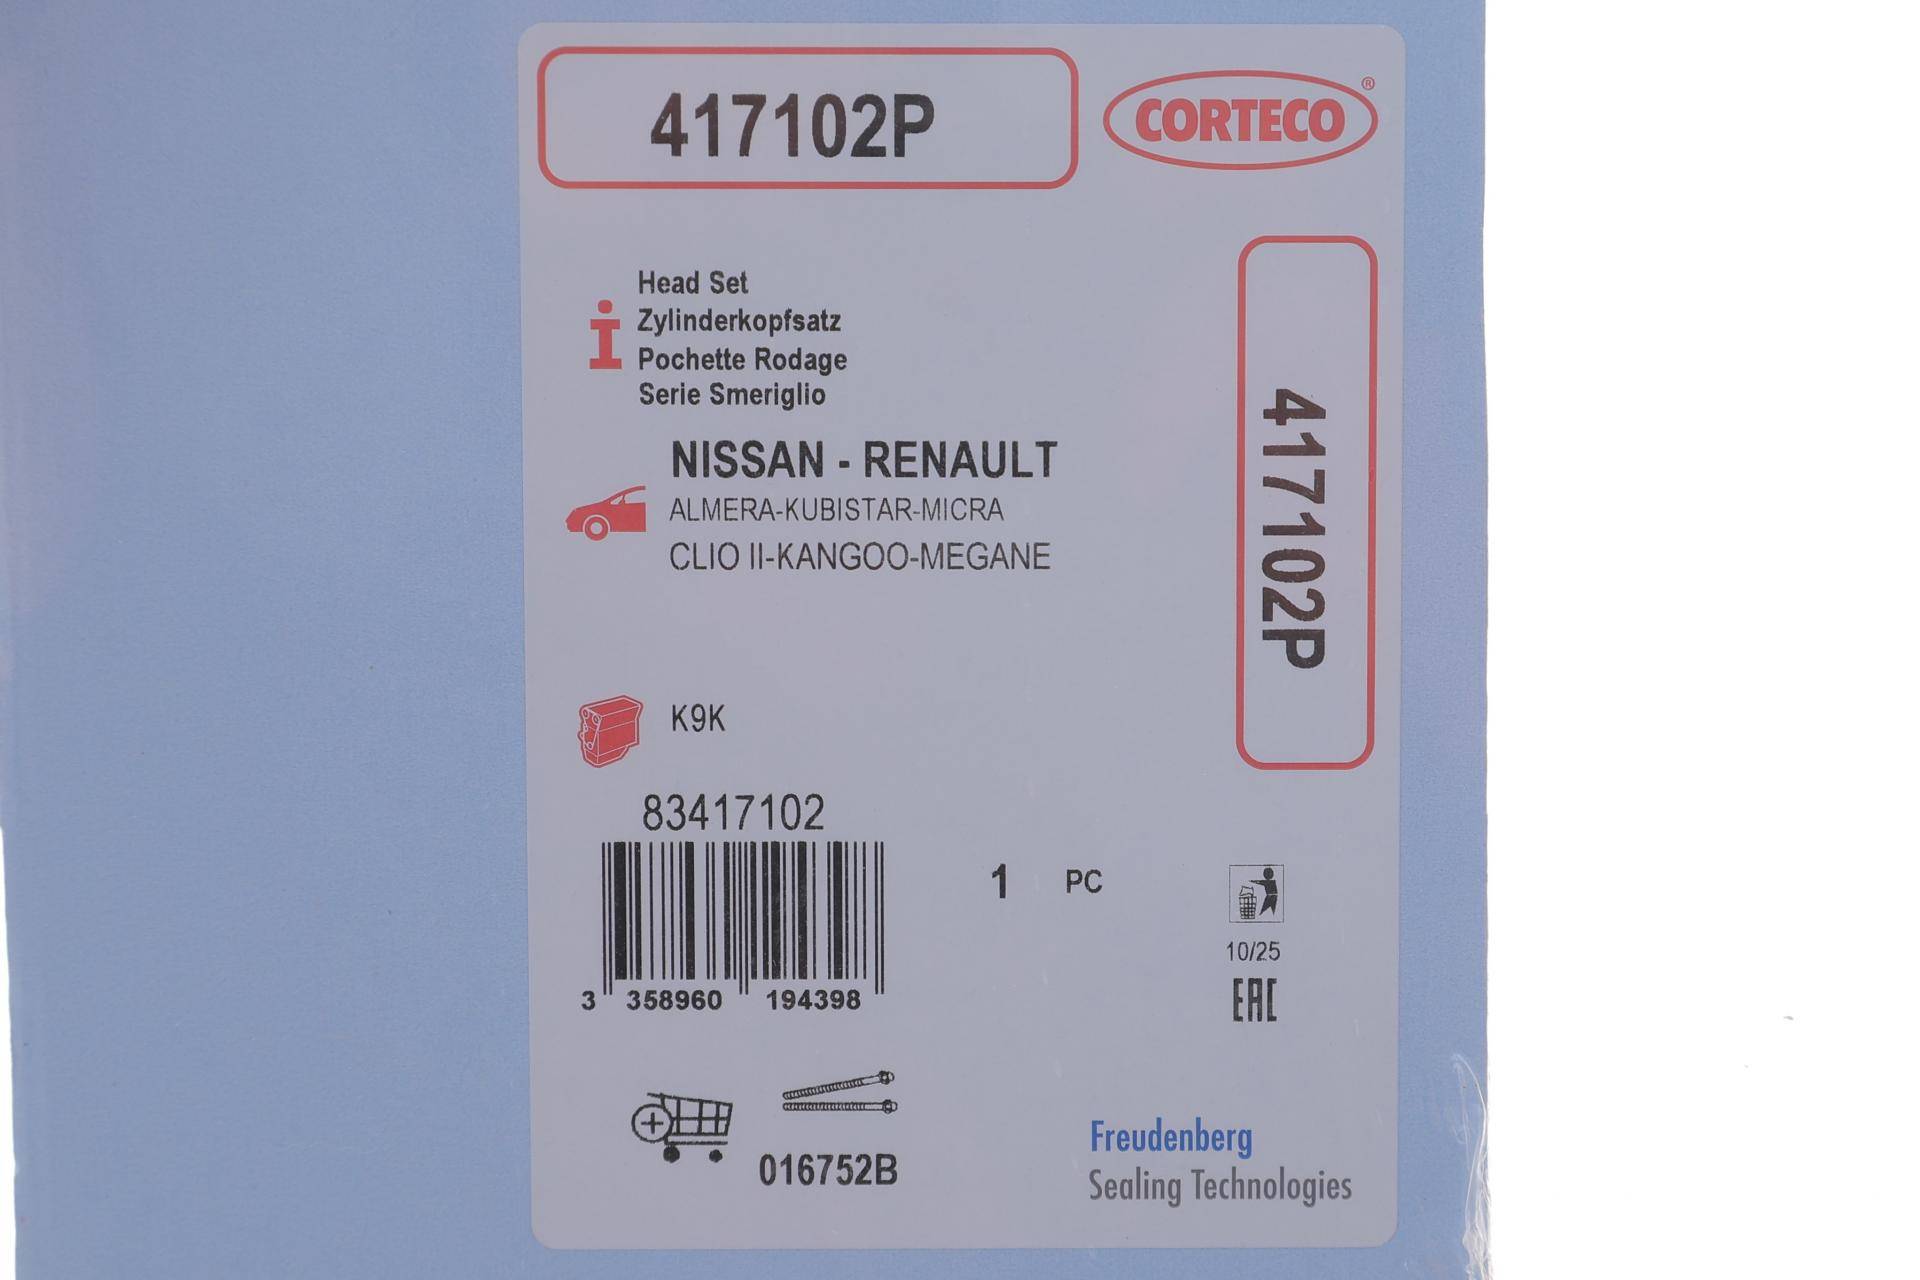 417102P
CORTECO®
Head Set
Zylinderkopfsatz
Pochette Rodage
Serie Smeriglio
417102P
NISSAN - RENAULT
ALMERA-KUBISTAR-MICRA
CLIO II-KANGOO-MEGANE
K9K
83417102
3 358960 194398
1 PC
10/25
EAC
016752B
Freudenberg
Sealing Technologies